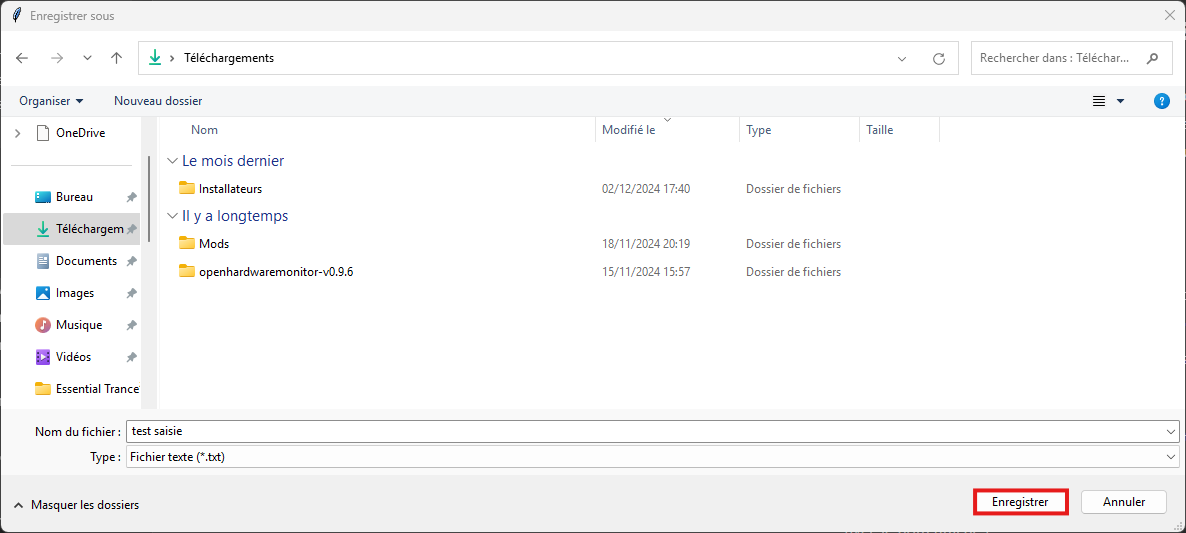 Enregistrer sous
Téléchargements
Rechercher dans : Téléchar...
Organiser
Nouveau dossier
OneDrive
Bureau
Téléchargem
Documents
Images
Musique
Vidéos
Essential Trance
Nom Modifié le Type Taille
Le mois dernier
Installateurs 02/12/2024 17:40 Dossier de fichiers
Il y a longtemps
Mods 18/11/2024 20:19 Dossier de fichiers
openhardwaremonitor-v0.9.6 15/11/2024 15:57 Dossier de fichiers
Nom du fichier : test saisie
Type : Fichier texte (*.txt)
Masquer les dossiers
Enregistrer
Annuler